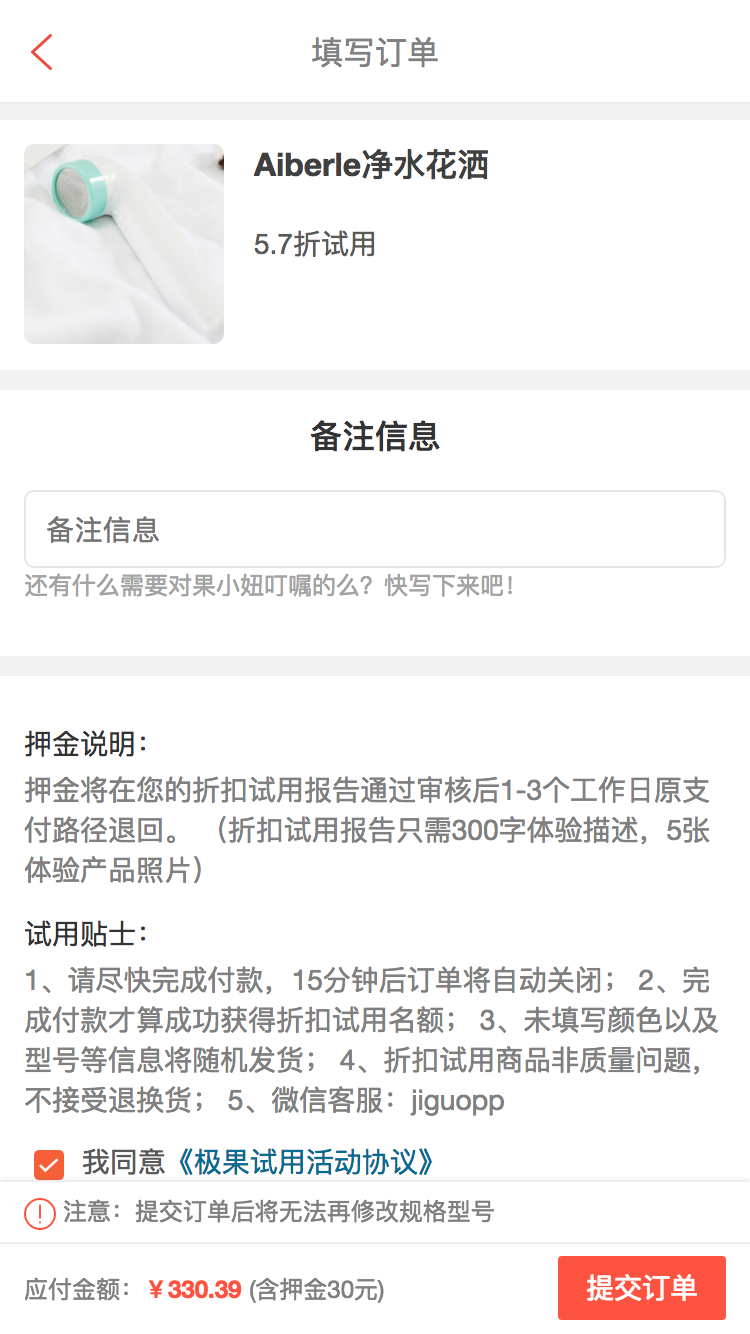 填写订单
Aiberle净水花洒
5.7折试用
备注信息
备注信息
还有什么需要对果小妞叮嘱的么？快写下来吧！
押金说明：
押金将在您的折扣试用报告通过审核后1-3个工作日原支
付路径退回。（折扣试用报告只需300字体验描述，5张
体验产品照片）
试用贴士：
1、请尽快完成付款，15分钟后订单将自动关闭； 2、完
成付款才算成功获得折扣试用名额； 3、未填写颜色以及
型号等信息将随机发货； 4、折扣试用商品非质量问题，
不接受退换货； 5、微信客服：jiguopp
我同意《极果试用活动协议》
注意：提交订单后将无法再修改规格型号
应付金额：￥330.39 (含押金30元)
提交订单